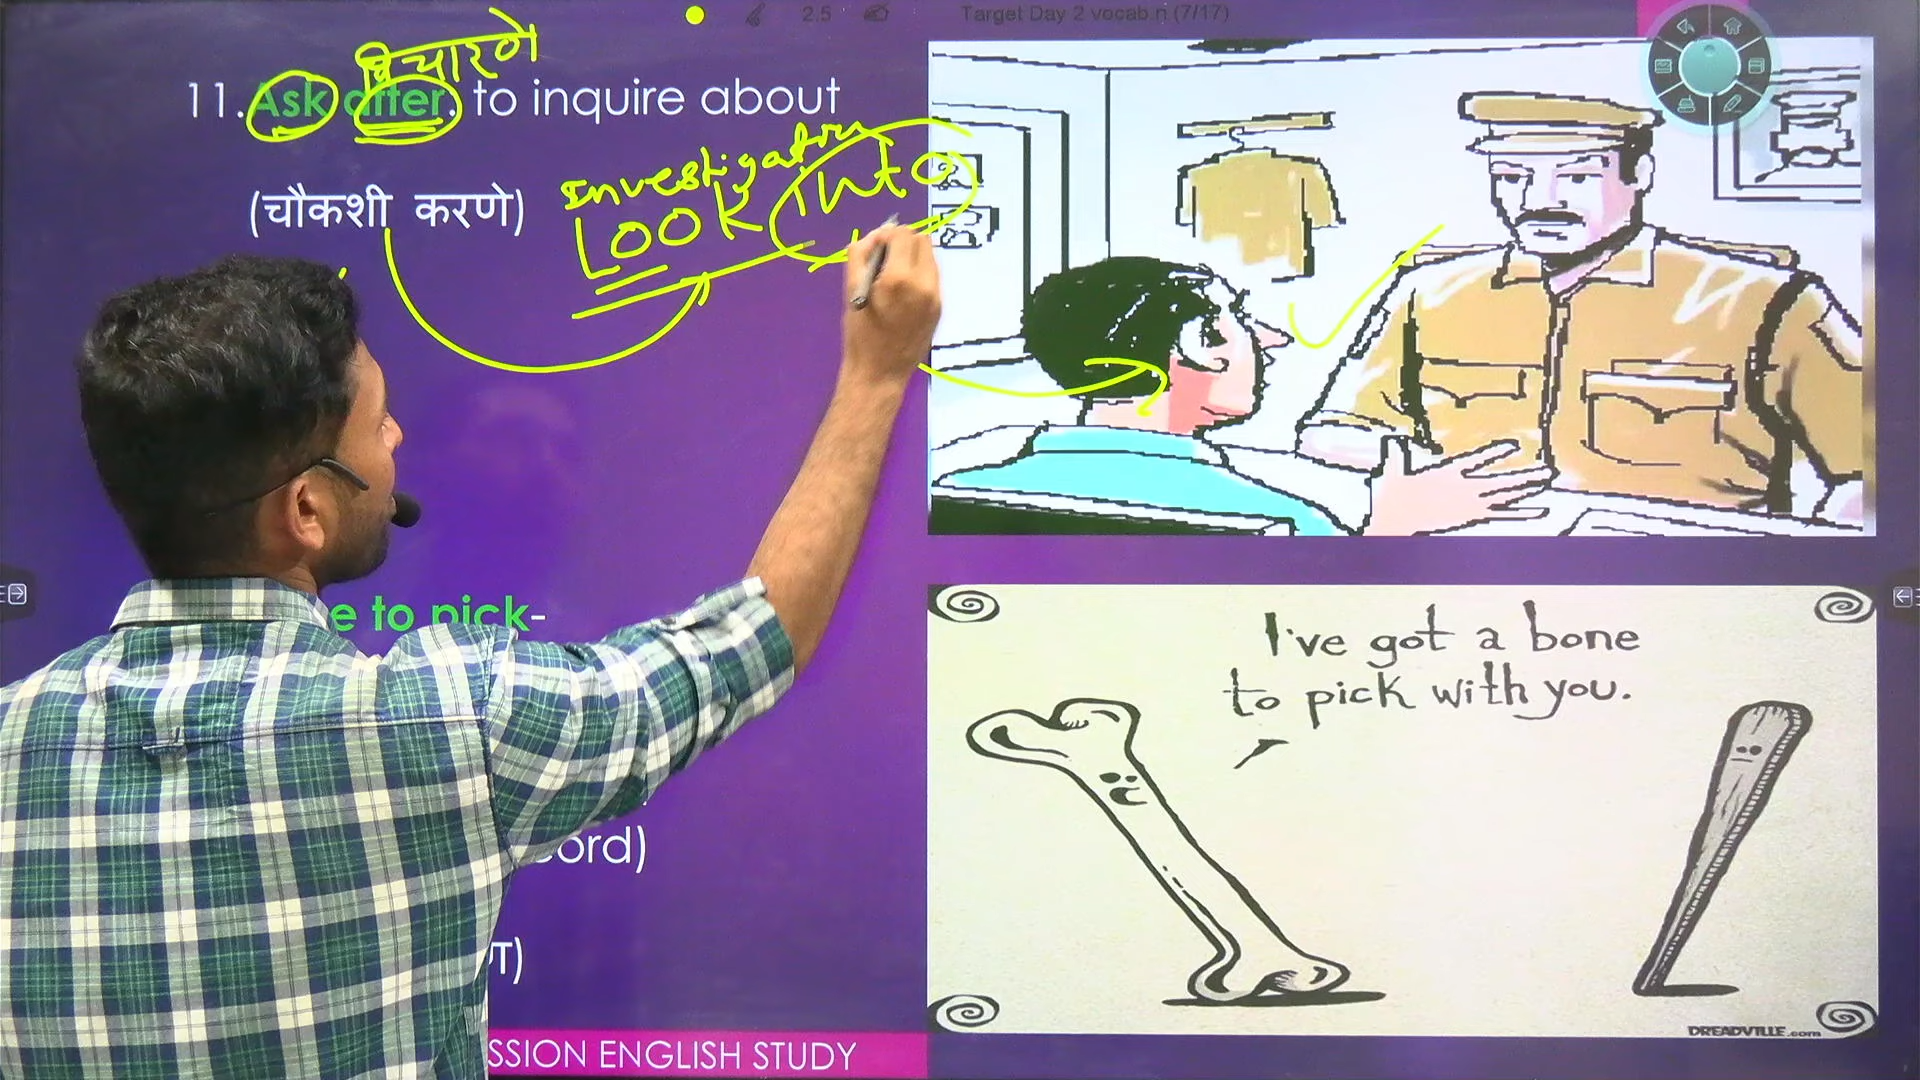 2.5 Target Day 2 vocab.n (7/17)
विचारणे
11. Ask after. to inquire about
Investigation
(चौकशी करणे)
LOOK INTO
e to pick-
ord)
SSION ENGLISH STUDY
I've got a bone
to pick with you.
DREADVILLE.com